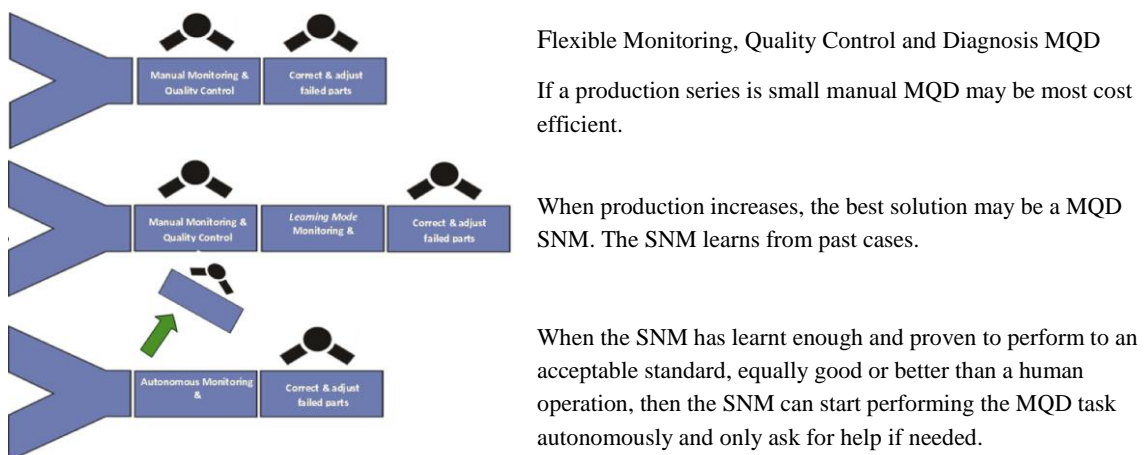 Manual Monitoring &
Quality Control
Correct & adjust
failed parts
Flexible Monitoring, Quality Control and Diagnosis MQD
If a production series is small manual MQD may be most cost
efficient.
Manual Monitoring &
Quality Control
Learning Mode
Monitoring &
Correct & adjust
failed parts
When production increases, the best solution may be a MQD
SNM. The SNM learns from past cases.
Autonomous Monitoring
&
Correct & adjust
failed parts
When the SNM has learnt enough and proven to perform to an
acceptable standard, equally good or better than a human
operation, then the SNM can start performing the MQD task
autonomously and only ask for help if needed.